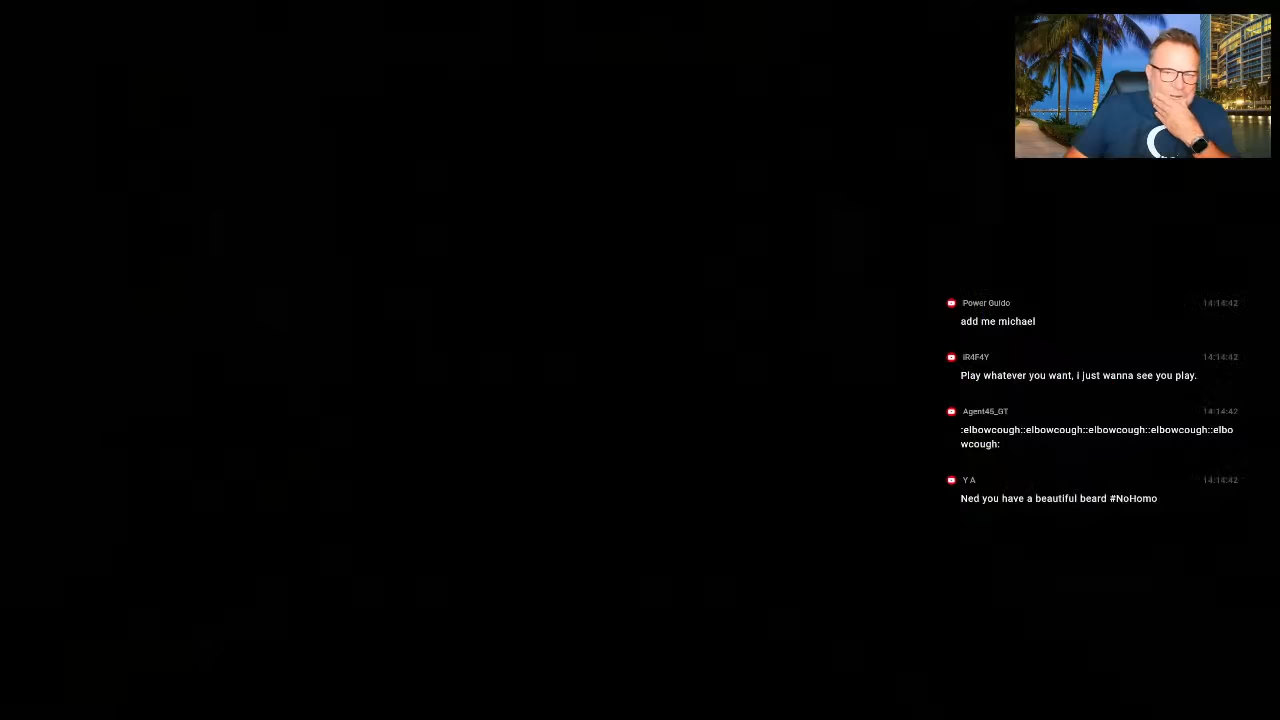 Power Guido 14:14:42
add me michael
IR4F4Y 14:14:42
Play whatever you want, i just wanna see you play.
Agent45_GT 14:14:42
:elbowcough::elbowcough::elbowcough::elbowcough::elbo
wcough:
Y A 14:14:42
Ned you have a beautiful beard #NoHomo